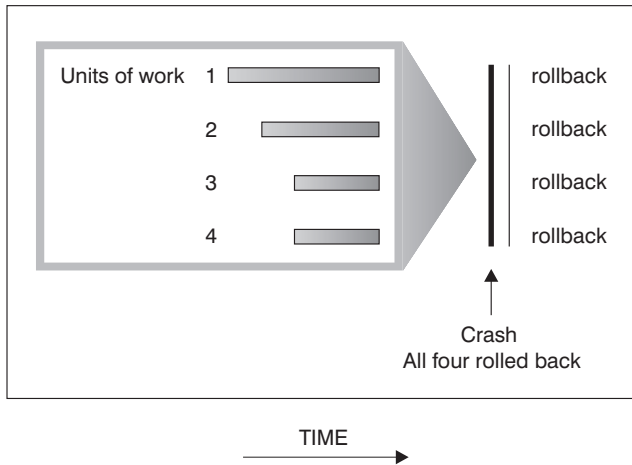 Units of work 1 rollback
2 rollback
3 rollback
4 rollback
Crash
All four rolled back
TIME